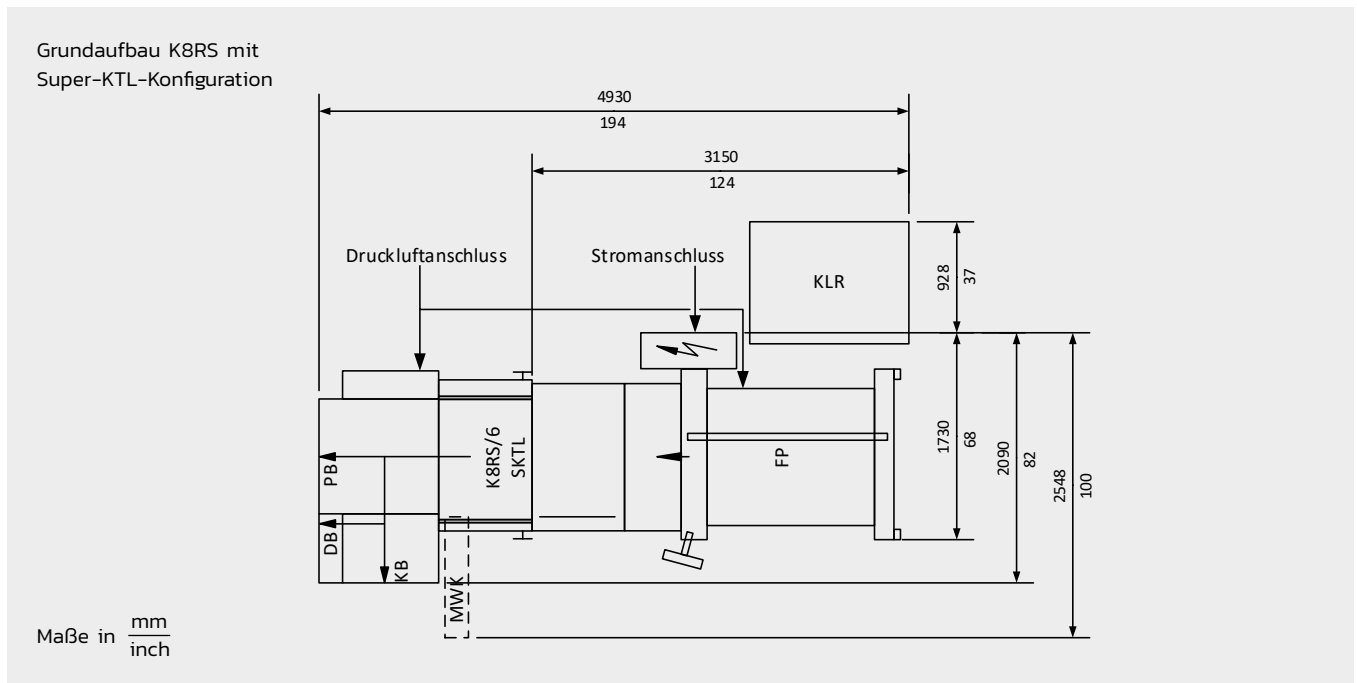 Grundaufbau K8RS mit
Super-KTL-Konfiguration
4930
194
3150
124
Druckluftanschluss
Stromanschluss
KLR
928
37
K8RS/6
SKTL
FP
PB
DB
KB
MWK
1730
68
2090
82
2548
100
Maße in mm
inch